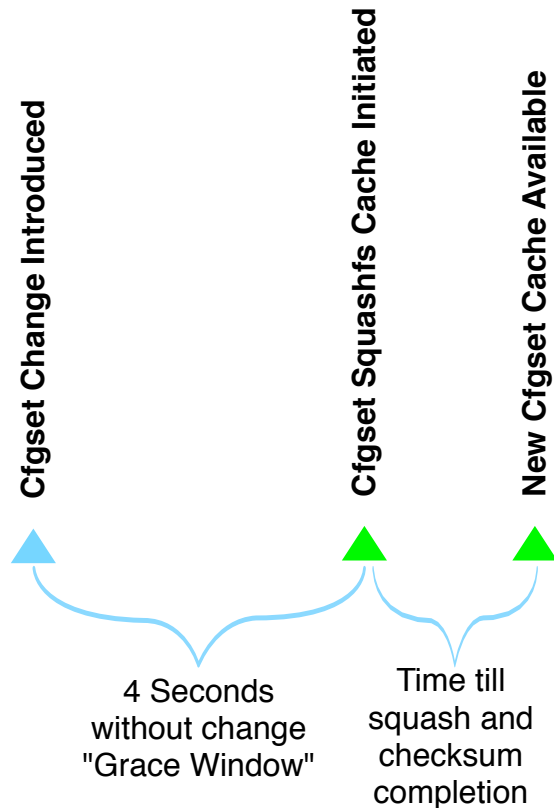 Cfgset Change Introduced
Cfgset Squashfs Cache Initiated
New Cfgset Cache Available
4 Seconds
without change
"Grace Window"
Time till
squash and
checksum
completion